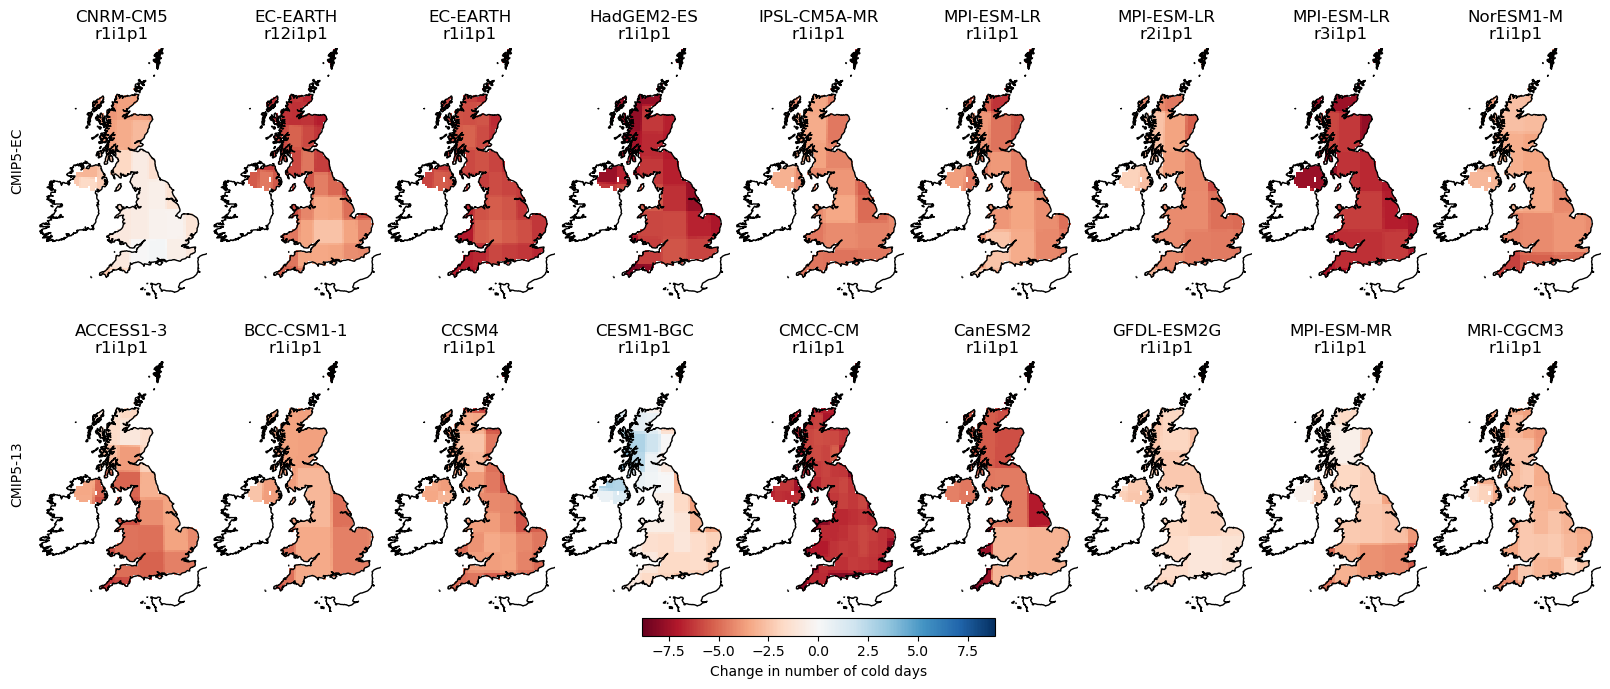 CNRM-CM5 EC-EARTH EC-EARTH HadGEM2-ES IPSL-CM5A-MR MPI-ESM-LR MPI-ESM-LR MPI-ESM-LR NorESM1-M
r1i1p1 r12i1p1 r1i1p1 r1i1p1 r1i1p1 r1i1p1 r2i1p1 r3i1p1 r1i1p1
CMIP5-EC
ACCESS1-3 BCC-CSM1-1 CCSM4 CESM1-BGC CMCC-CM CanESM2 GFDL-ESM2G MPI-ESM-MR MRI-CGCM3
r1i1p1 r1i1p1 r1i1p1 r1i1p1 r1i1p1 r1i1p1 r1i1p1 r1i1p1 r1i1p1
CMIP5-13
−7.5 −5.0 −2.5 0.0 2.5 5.0 7.5
Change in number of cold days